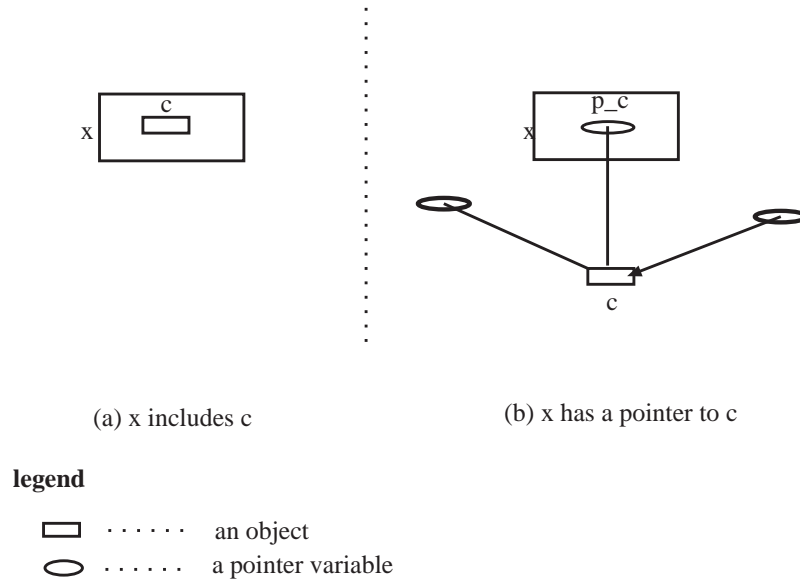 c
x
p_c
x
c
(a) x includes c
(b) x has a pointer to c
legend
. . . . . . an object
. . . . . . a pointer variable